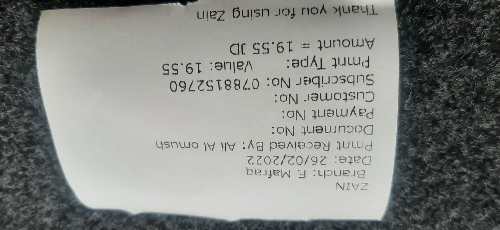 ZAIN
Branch: F. Mafraq
Date: 26/02/2022
Pmnt Received By: Ali Al omush
Document No:
Payment No:
Customer No:
Subscriber No: 0788152760
Pmnt Type: Value: 19.55
Amount = 19.55 JD
Thank you for using Zain